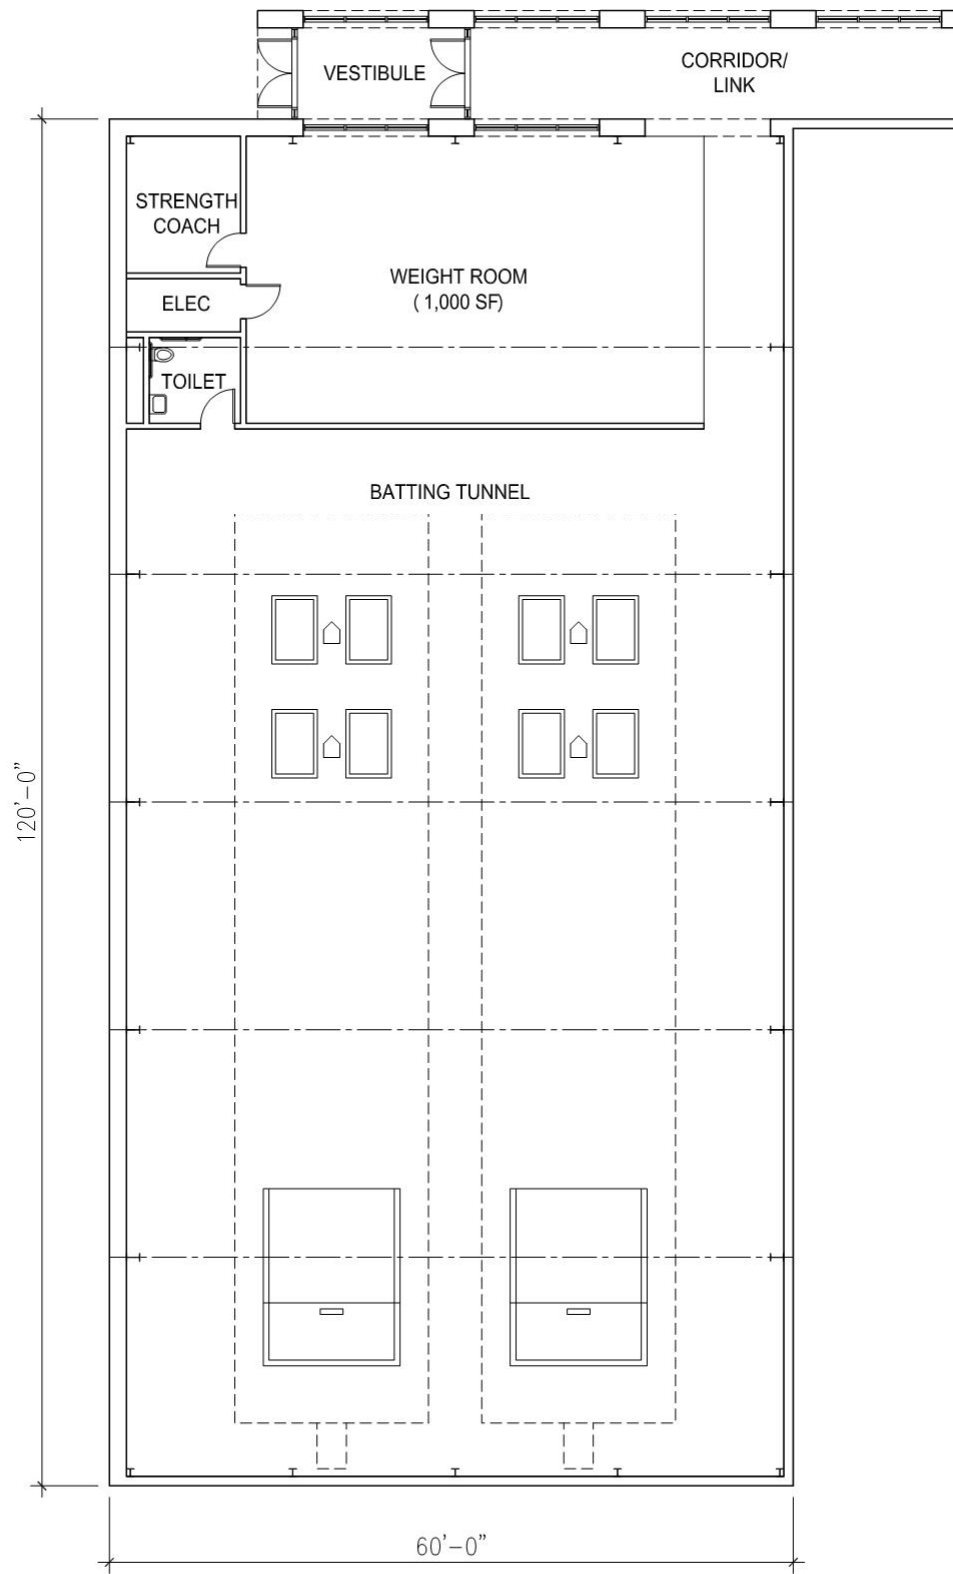 VESTIBULE
CORRIDOR/
LINK
STRENGTH
COACH
WEIGHT ROOM
( 1,000 SF)
ELEC
TOILET
BATTING TUNNEL
120'-0"
60'-0"